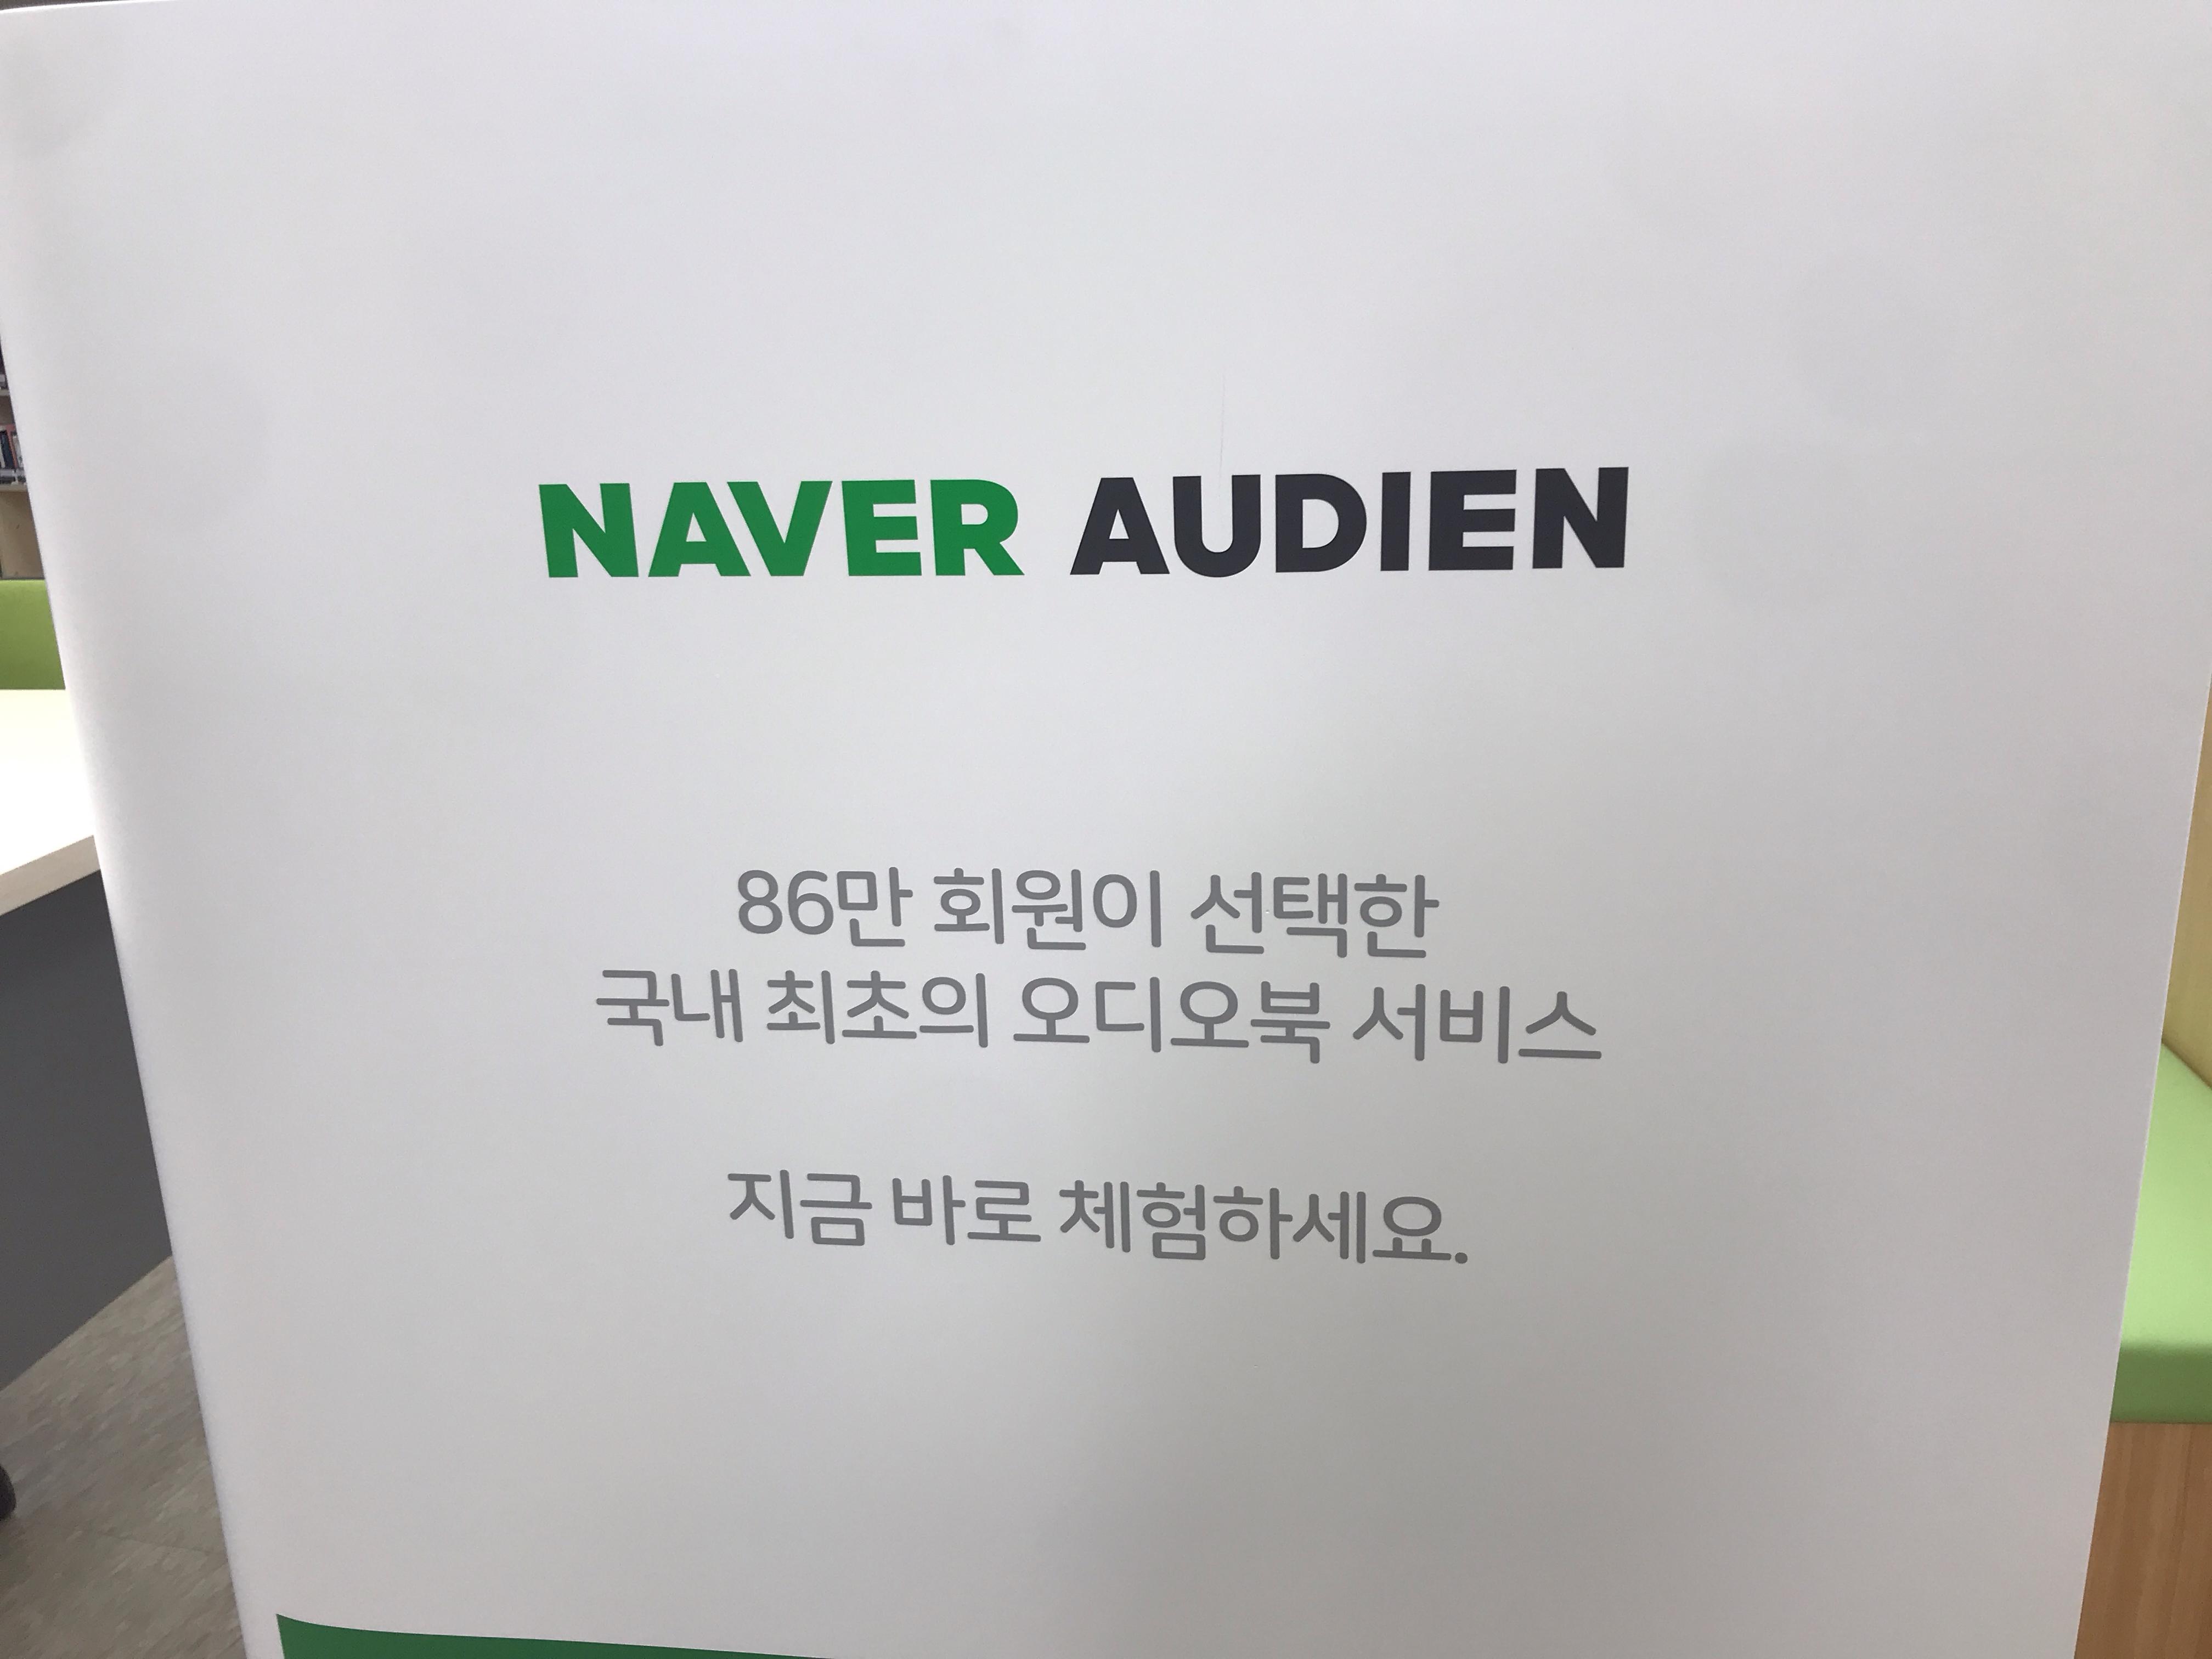 NAVER AUDIEN
86만 회원이 선택한
국내 최초의 오디오북 서비스
지금 바로 체험하세요.